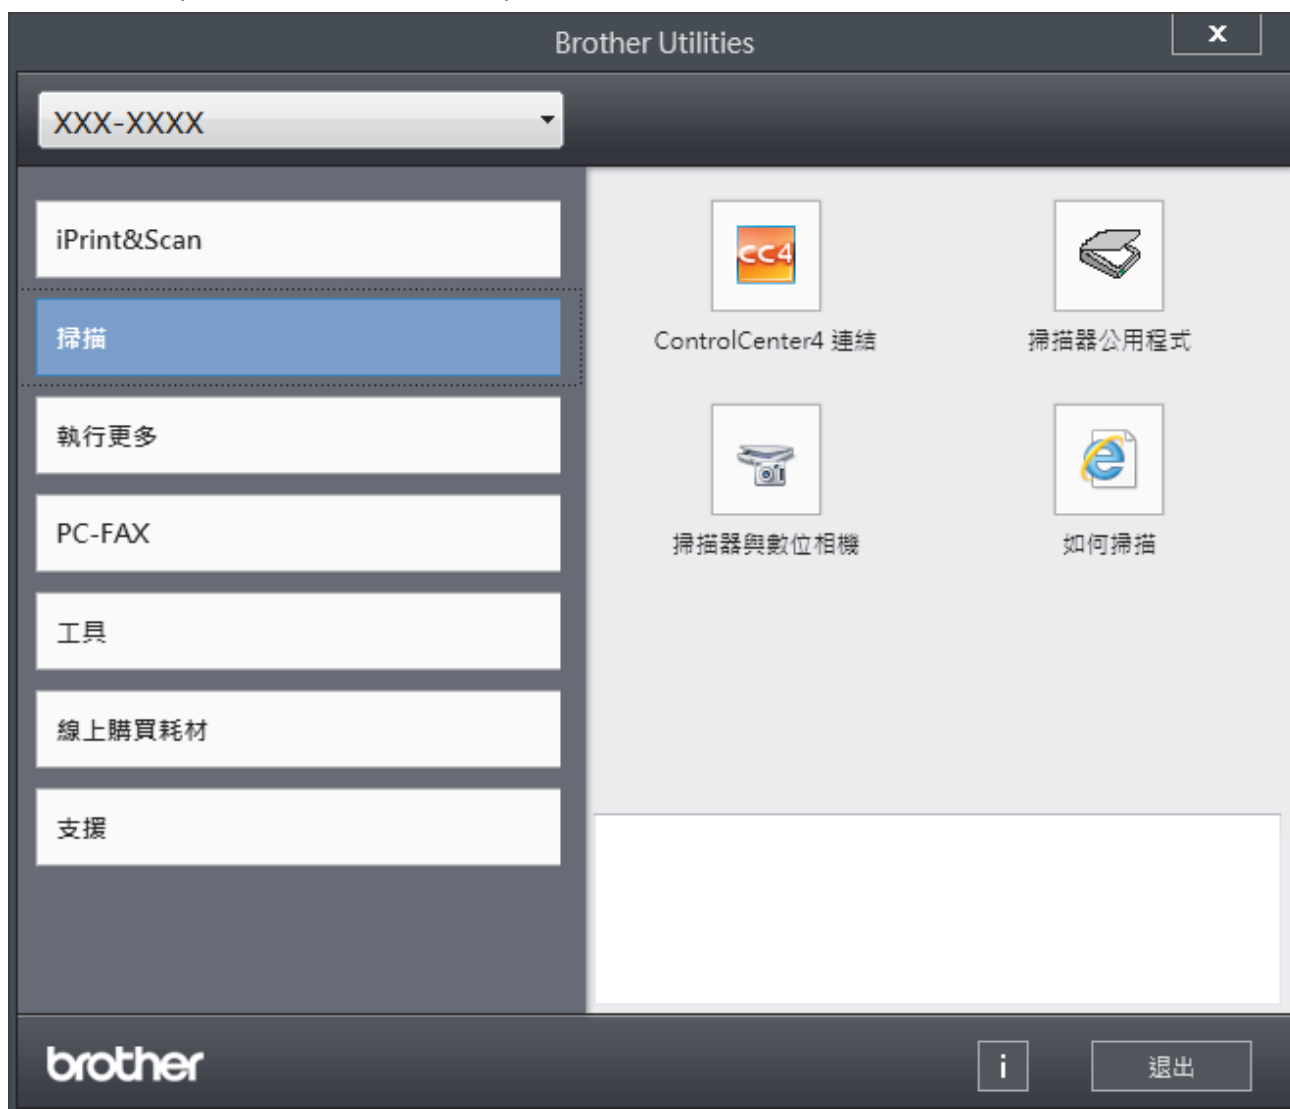 Brother Utilities
x
XXX-XXXX
iPrint&Scan
掃描
執行更多
PC-FAX
工具
線上購買耗材
支援
CC4
ControlCenter4 連結
掃描器公用程式
掃描器與數位相機
如何掃描
brother
i
退出